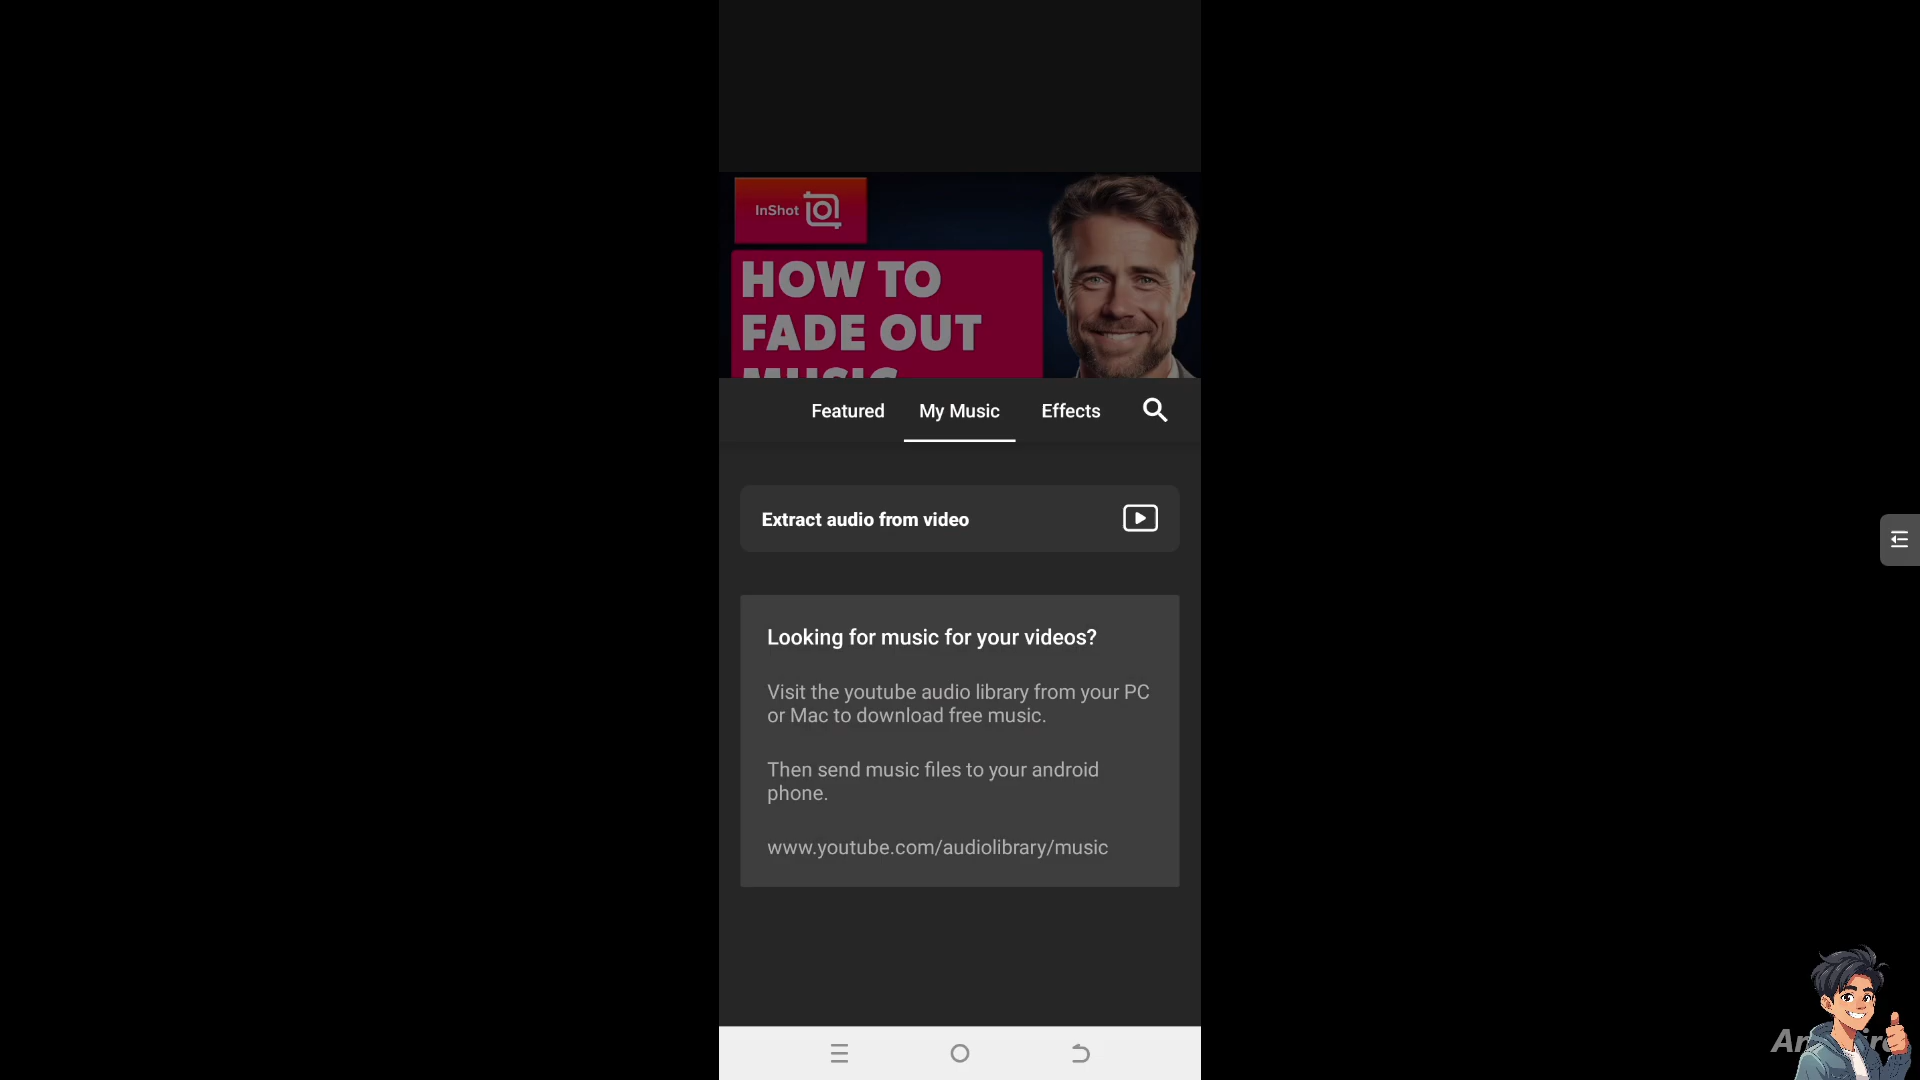 InShot
HOW TO
FADE OUT
MUSIC
Featured
My Music
Effects
Extract audio from video
Looking for music for your videos?
Visit the youtube audio library from your PC
or Mac to download free music.
Then send music files to your android
phone.
www.youtube.com/audiolibrary/music